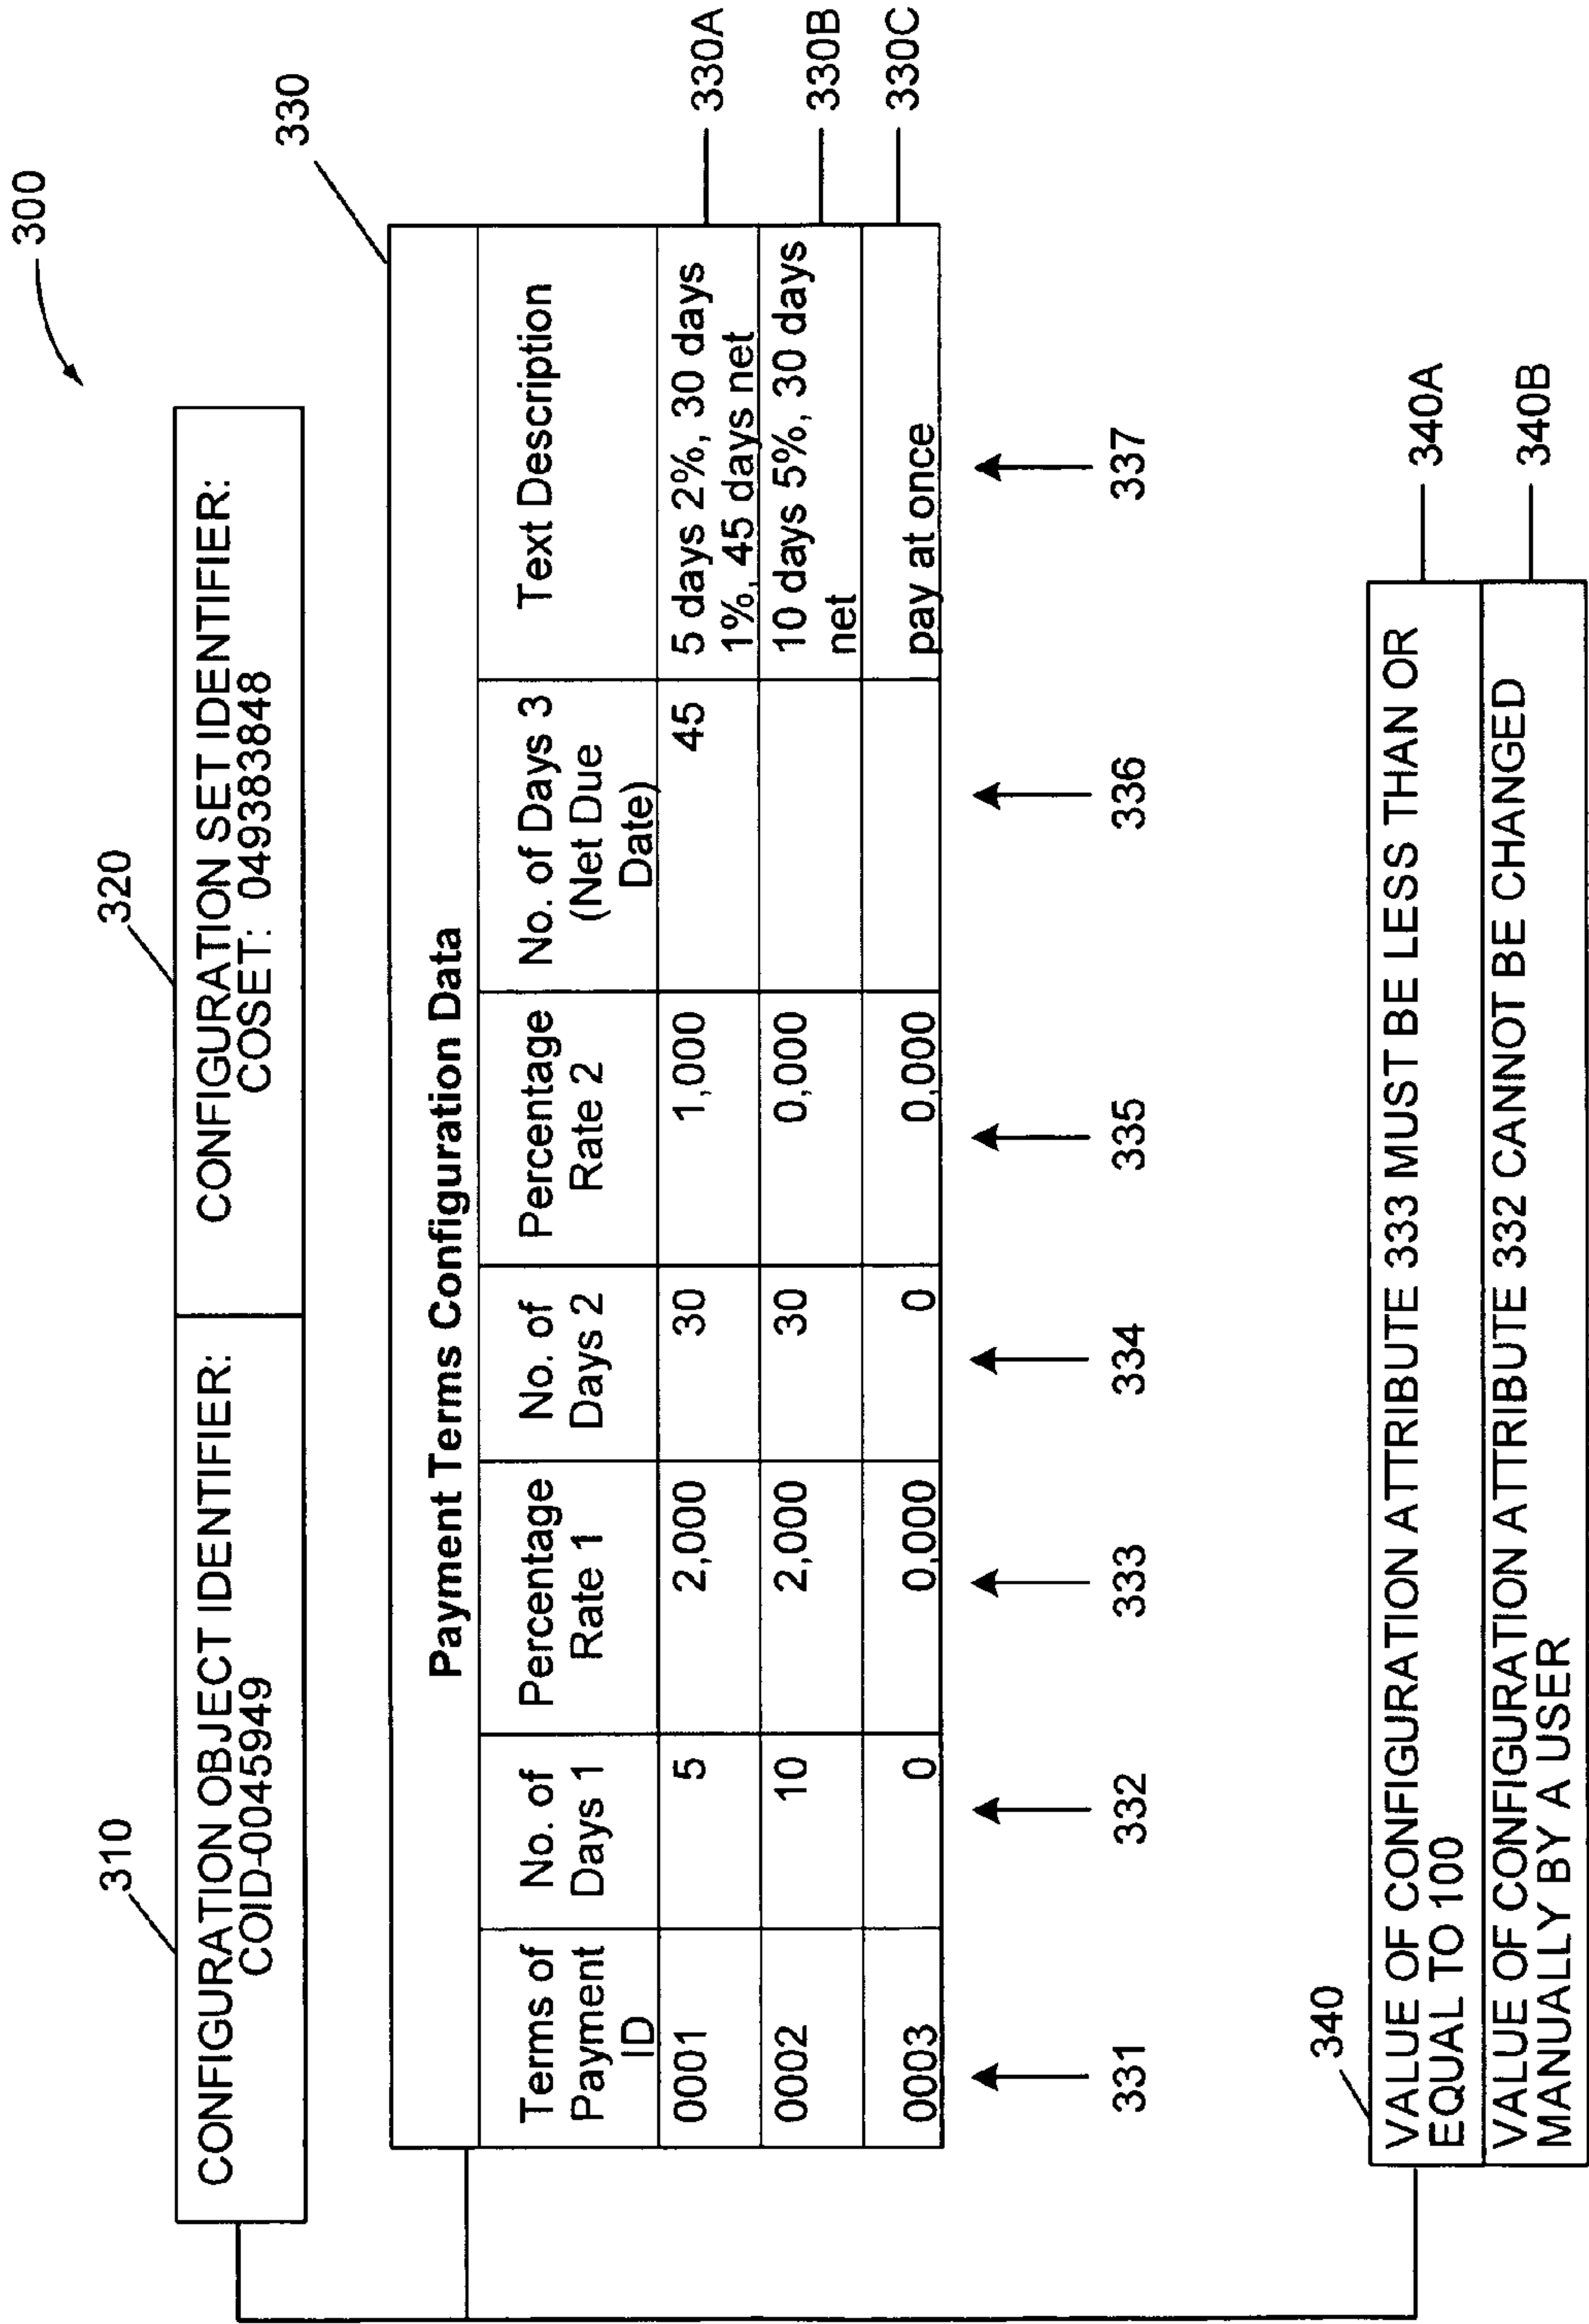 300
310
320
CONFIGURATION OBJECT IDENTIFIER:
COID-0045949
CONFIGURATION SET IDENTIFIER:
COSET: 049383848
330
Payment Terms Configuration Data
Terms of
Payment
ID
No. of
Days 1
Percentage
Rate 1
No. of
Days 2
Percentage
Rate 2
No. of Days 3
(Net Due
Date)
Text Description
0001
5
2,000
30
1,000
45
5 days 2%, 30 days
1%, 45 days net
330A
0002
10
2,000
30
0,000
10 days 5%, 30 days
net
330B
0003
0
0,000
0
0,000
pay at once
330C
331
332
333
334
335
336
337
340
VALUE OF CONFIGURATION ATTRIBUTE 333 MUST BE LESS THAN OR
EQUAL TO 100
340A
VALUE OF CONFIGURATION ATTRIBUTE 332 CANNOT BE CHANGED
MANUALLY BY A USER
340B